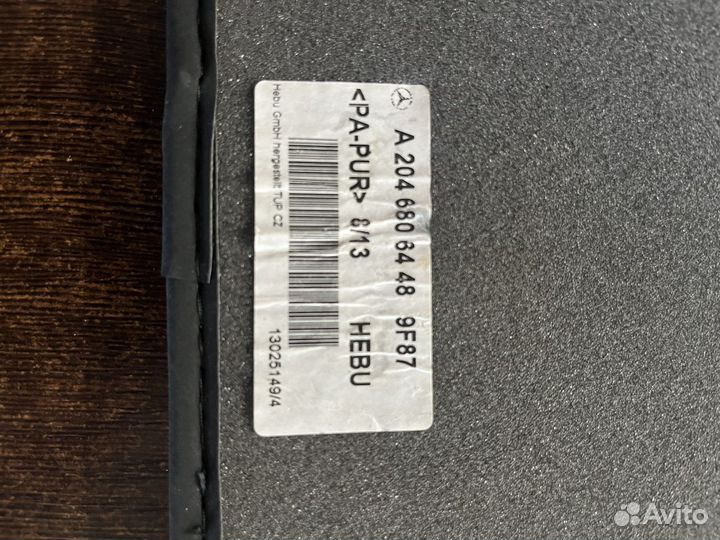 A 204 680 64 48 9F87
<PA-PUR> 8/13 HEBU
13025149/4
Hebu GmbH hergestellt TUP CZ
Avito